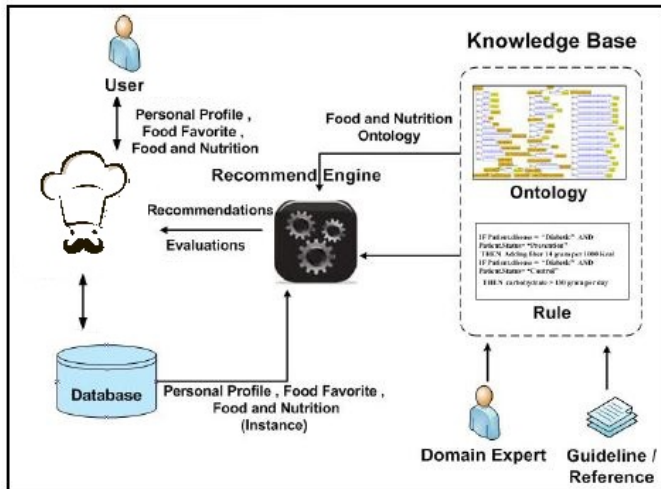 User
Personal Profile ,
Food Favorite ,
Food and Nutrition
Knowledge Base
Food and Nutrition
Ontology
Recommend Engine
Ontology
Recommendations
Evaluations
IF Patient.disease = "Diabetic" AND
Patient.Status= "Prevention"
THEN Adding fiber 14 gram per 1000 kcal
IF Patient.disease = "Diabetic" AND
Patient.Status= "Control"
THEN carbohydrate > 130 gram per day
Rule
Database
Personal Profile , Food Favorite ,
Food and Nutrition
(Instance)
Domain Expert
Guideline /
Reference